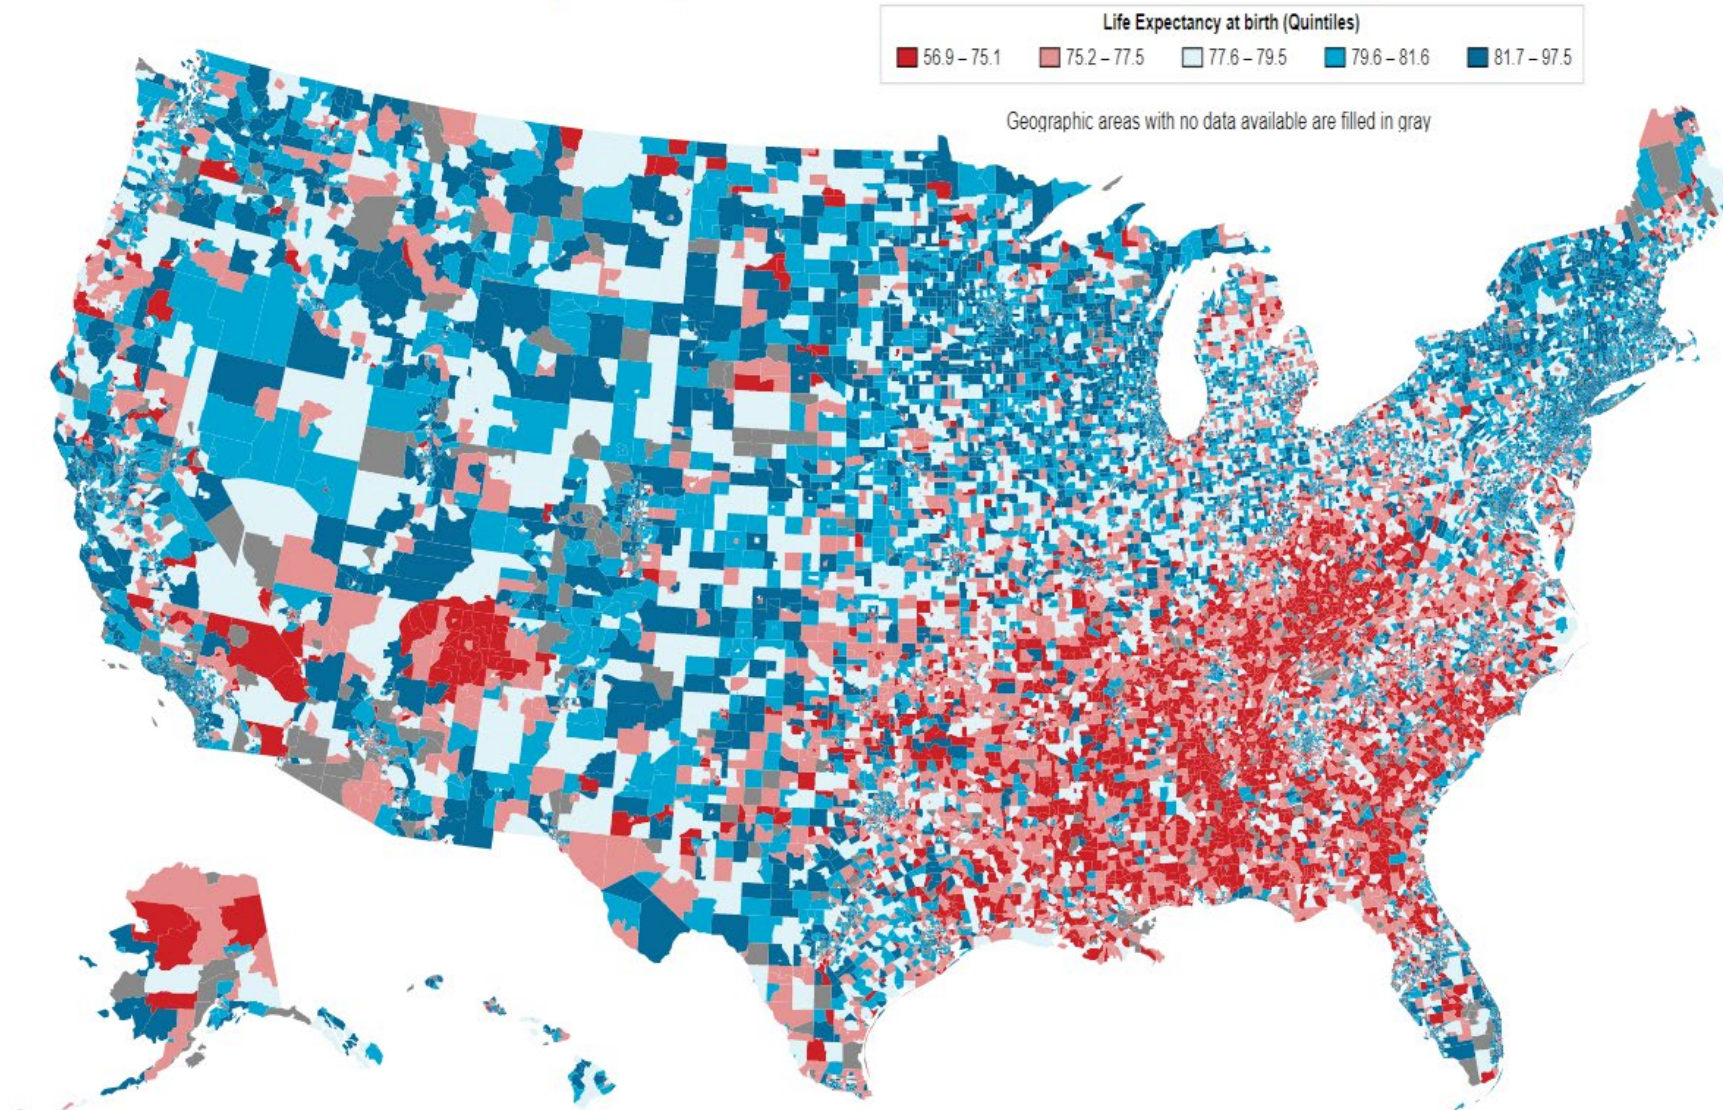 Life Expectancy at birth (Quintiles)
56.9 – 75.1 75.2 – 77.5 77.6 – 79.5 79.6 – 81.6 81.7 – 97.5
Geographic areas with no data available are filled in gray